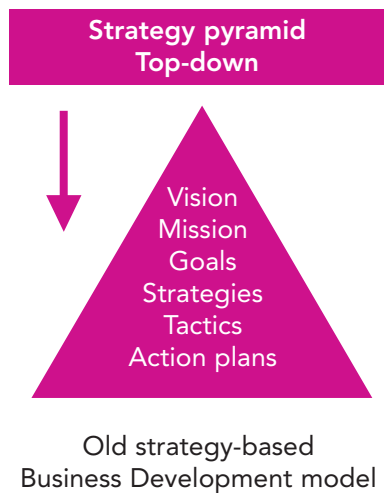 Strategy pyramid
Top-down
Vision
Mission
Goals
Strategies
Tactics
Action plans
Old strategy-based
Business Development model